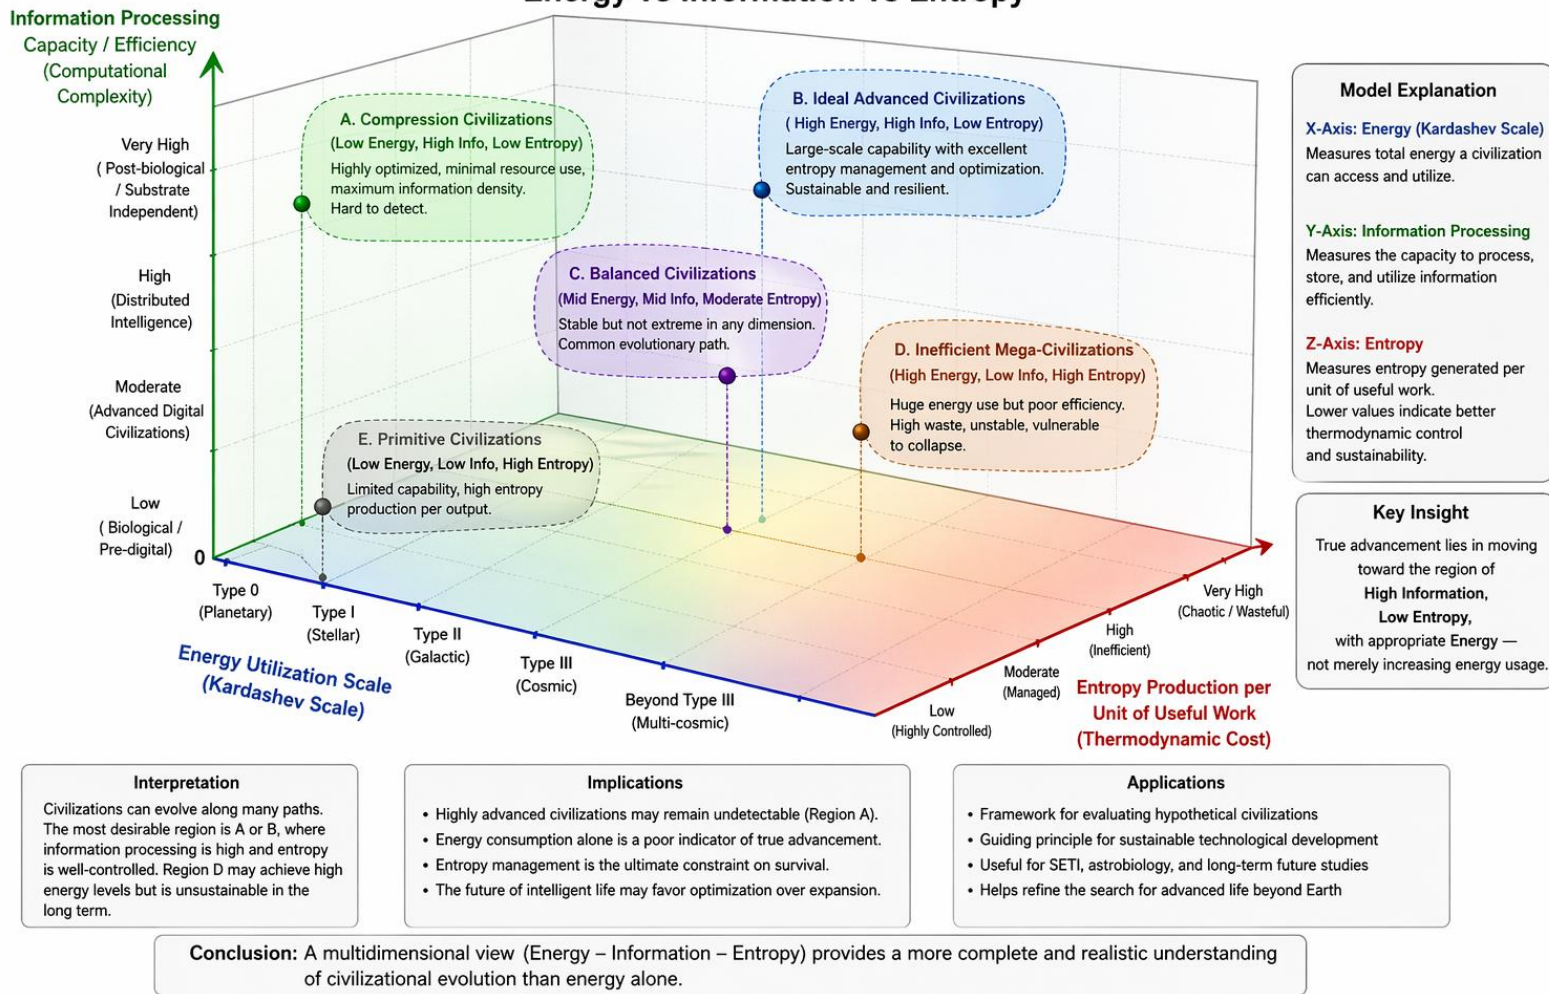 Energy vs Information vs Entropy
Information Processing
Capacity / Efficiency
(Computational
Complexity)
Very High
( Post-biological
/ Substrate
Independent)
High
(Distributed
Intelligence)
Moderate
(Advanced Digital
Civilizations)
Low
( Biological /
Pre-digital)
0
A. Compression Civilizations
(Low Energy, High Info, Low Entropy)
Highly optimized, minimal resource use,
maximum information density.
Hard to detect.
B. Ideal Advanced Civilizations
( High Energy, High Info, Low Entropy)
Large-scale capability with excellent
entropy management and optimization.
Sustainable and resilient.
C. Balanced Civilizations
(Mid Energy, Mid Info, Moderate Entropy)
Stable but not extreme in any dimension.
Common evolutionary path.
D. Inefficient Mega-Civilizations
(High Energy, Low Info, High Entropy)
Huge energy use but poor efficiency.
High waste, unstable, vulnerable
to collapse.
E. Primitive Civilizations
(Low Energy, Low Info, High Entropy)
Limited capability, high entropy
production per output.
Type 0
(Planetary)
Type I
(Stellar)
Type II
(Galactic)
Type III
(Cosmic)
Beyond Type III
(Multi-cosmic)
Energy Utilization Scale
(Kardashev Scale)
Low
(Highly Controlled)
Moderate
(Managed)
High
(Inefficient)
Very High
(Chaotic / Wasteful)
Entropy Production per
Unit of Useful Work
(Thermodynamic Cost)
Model Explanation
X-Axis: Energy (Kardashev Scale)
Measures total energy a civilization
can access and utilize.
Y-Axis: Information Processing
Measures the capacity to process,
store, and utilize information
efficiently.
Z-Axis: Entropy
Measures entropy generated per
unit of useful work.
Lower values indicate better
thermodynamic control
and sustainability.
Key Insight
True advancement lies in moving
toward the region of
High Information,
Low Entropy,
with appropriate Energy —
not merely increasing energy usage.
Interpretation
Civilizations can evolve along many paths.
The most desirable region is A or B, where
information processing is high and entropy
is well-controlled. Region D may achieve high
energy levels but is unsustainable in the
long term.
Implications
• Highly advanced civilizations may remain undetectable (Region A).
• Energy consumption alone is a poor indicator of true advancement.
• Entropy management is the ultimate constraint on survival.
• The future of intelligent life may favor optimization over expansion.
Applications
• Framework for evaluating hypothetical civilizations
• Guiding principle for sustainable technological development
• Useful for SETI, astrobiology, and long-term future studies
• Helps refine the search for advanced life beyond Earth
Conclusion: A multidimensional view (Energy – Information – Entropy) provides a more complete and realistic understanding
of civilizational evolution than energy alone.